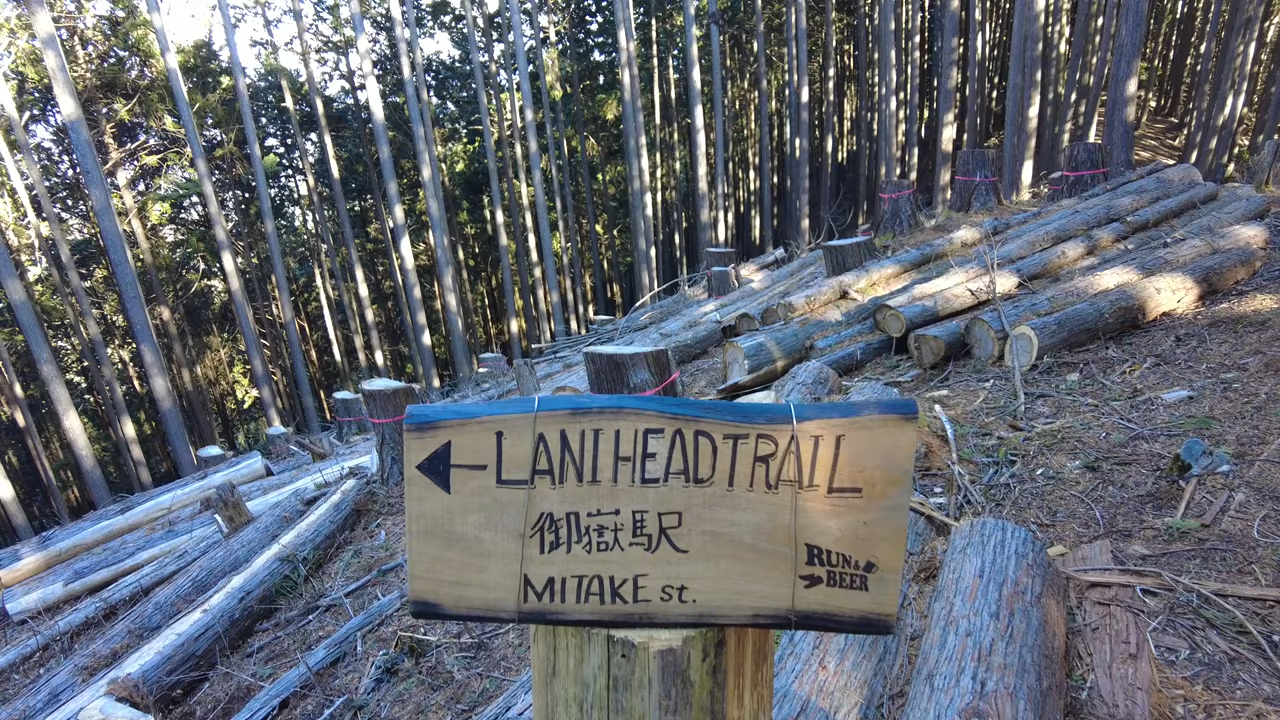 LANI HEAD TRAIL
御嶽駅
MITAKE st.
RUN &
BEER